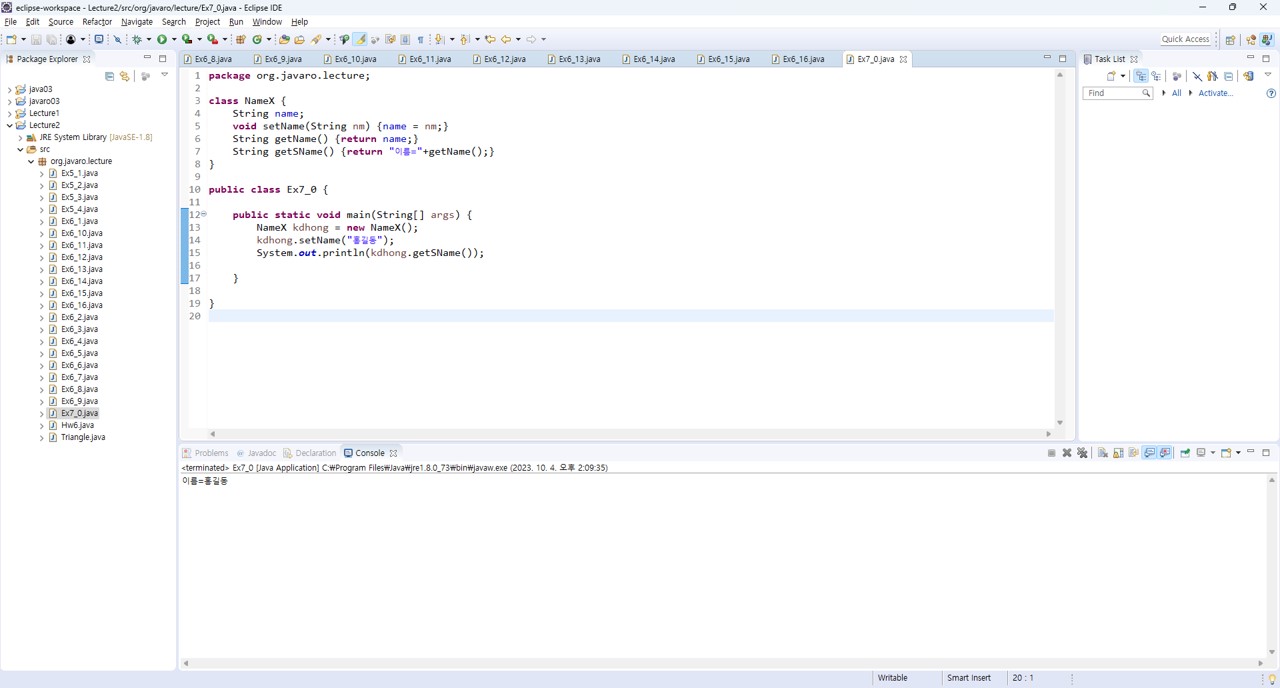 eclipse-workspace - Lecture2/src/org/javaro/lecture/Ex7_0.java - Eclipse IDE
File Edit Source Refactor Navigate Search Project Run Window Help
Quick Access
Package Explorer
java03
javaro03
Lecture1
Lecture2
JRE System Library [JavaSE-1.8]
src
org.javaro.lecture
Ex5_1.java
Ex5_2.java
Ex5_3.java
Ex5_4.java
Ex6_1.java
Ex6_10.java
Ex6_11.java
Ex6_12.java
Ex6_13.java
Ex6_14.java
Ex6_15.java
Ex6_16.java
Ex6_2.java
Ex6_3.java
Ex6_4.java
Ex6_5.java
Ex6_6.java
Ex6_7.java
Ex6_8.java
Ex6_9.java
Ex7_0.java
Hw6.java
Triangle.java
Ex6_8.java Ex6_9.java Ex6_10.java Ex6_11.java Ex6_12.java Ex6_13.java Ex6_14.java Ex6_15.java Ex6_16.java Ex7_0.java
1 package org.javaro.lecture;
2
3 class NameX {
4 String name;
5 void setName(String nm) {name = nm;}
6 String getName() {return name;}
7 String getSName() {return "이름="+getName();}
8 }
9
10 public class Ex7_0 {
11
12 public static void main(String[] args) {
13 NameX kdhong = new NameX();
14 kdhong.setName("홍길동");
15 System.out.println(kdhong.getSName());
16
17 }
18
19 }
20
Task List
Find All Activate...
Problems Javadoc Declaration Console
<terminated> Ex7_0 [Java Application] C:₩Program Files₩Java₩jre1.8.0_73₩bin₩javaw.exe (2023. 10. 4. 오후 2:09:35)
이름=홍길동
Writable Smart Insert 20 : 1